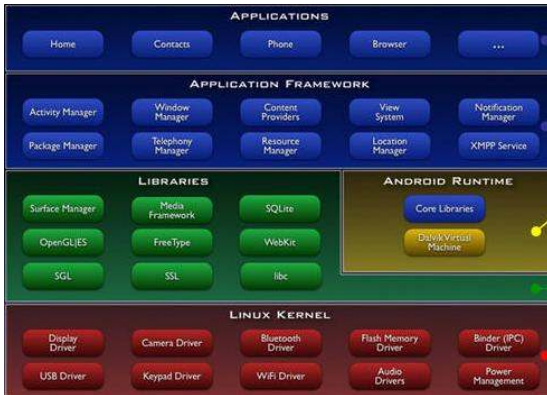 APPLICATIONS
Home
Contacts
Phone
Browser
...
APPLICATION FRAMEWORK
Activity Manager
Window
Manager
Content
Providers
View
System
Notification
Manager
Package Manager
Telephony
Manager
Resource
Manager
Location
Manager
XMPP Service
LIBRARIES
Surface Manager
Media
Framework
SQLite
OpenGL|ES
FreeType
WebKit
SGL
SSL
libc
ANDROID RUNTIME
Core Libraries
Dalvik Virtual
Machine
LINUX KERNEL
Display
Driver
Camera Driver
Bluetooth
Driver
Flash Memory
Driver
Binder (IPC)
Driver
USB Driver
Keypad Driver
WiFi Driver
Audio
Drivers
Power
Management